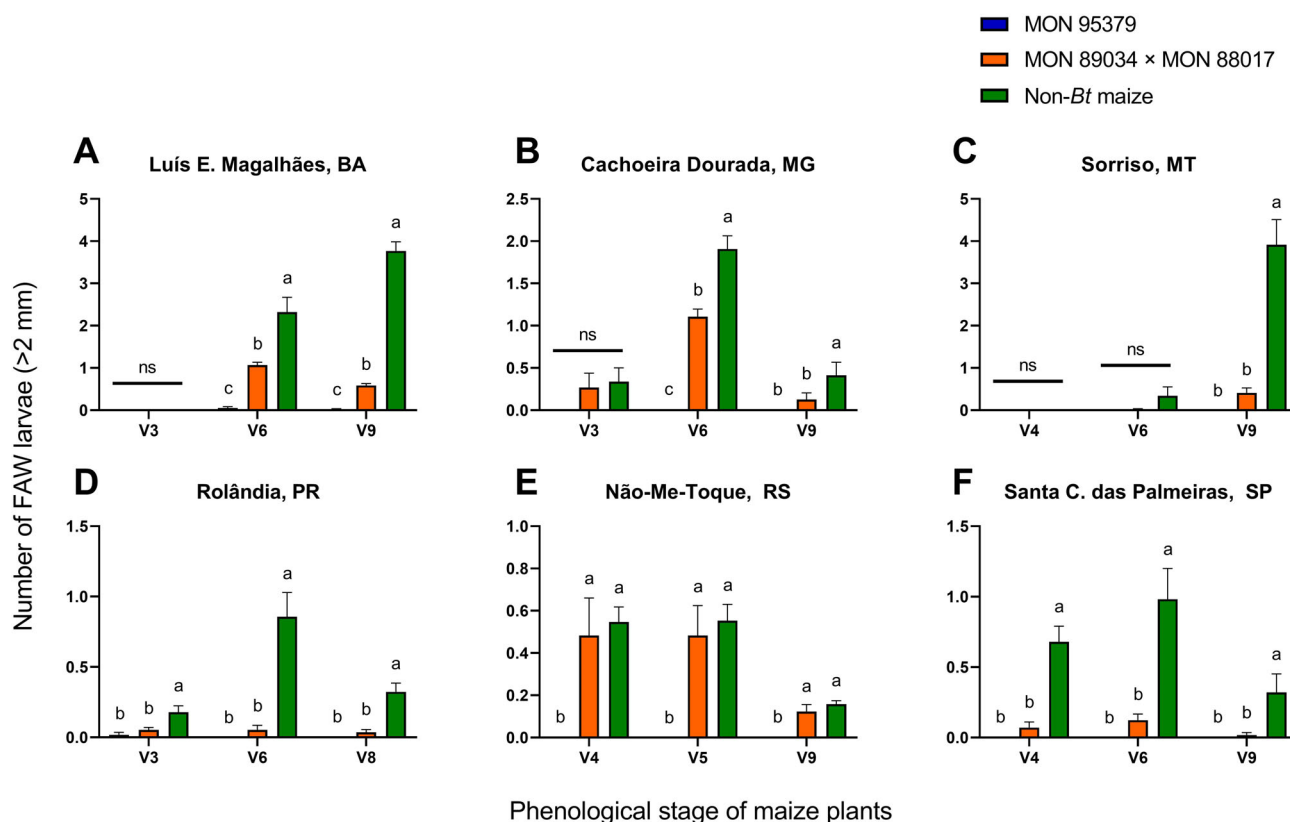 MON 95379
MON 89034 × MON 88017
Non-Bt maize
Number of FAW larvae (>2 mm)
A
Luís E. Magalhães, BA
5
4
3
2
1
0
ns
c
b
a
c
b
a
V3
V6
V9
B
Cachoeira Dourada, MG
2.5
2.0
1.5
1.0
0.5
0.0
ns
c
b
a
b
b
a
V3
V6
V9
C
Sorriso, MT
5
4
3
2
1
0
ns
ns
b
b
a
V4
V6
V9
D
Rolândia, PR
1.5
1.0
0.5
0.0
b
b
a
b
b
a
b
b
a
V3
V6
V8
E
Não-Me-Toque, RS
1.0
0.8
0.6
0.4
0.2
0.0
b
a
a
b
a
a
b
a
a
V4
V5
V9
F
Santa C. das Palmeiras, SP
1.5
1.0
0.5
0.0
b
b
a
b
b
a
b
b
a
V4
V6
V9
Phenological stage of maize plants